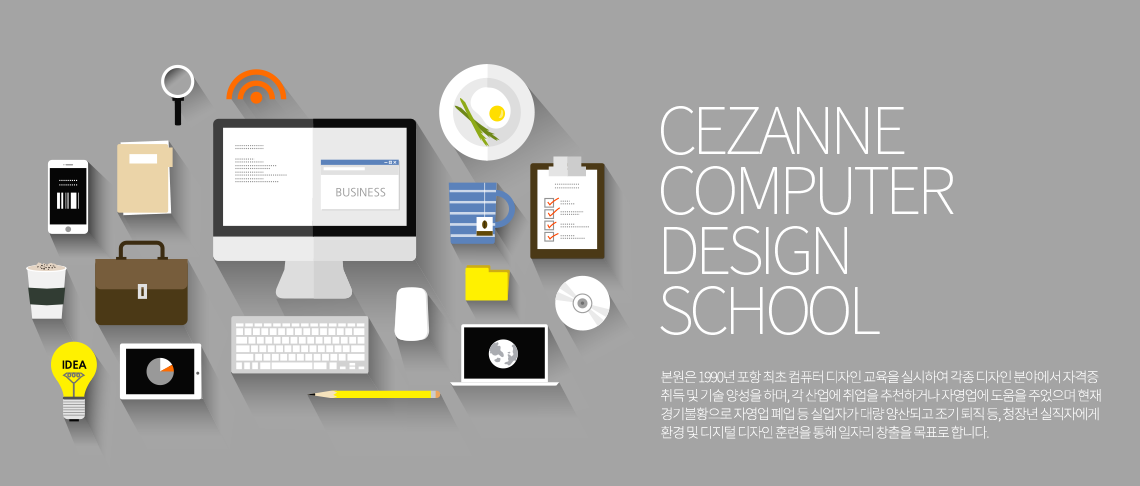 BUSINESS
IDEA
CEZANNE
COMPUTER
DESIGN
SCHOOL
본원은 1990년 포항 최초 컴퓨터 디자인 교육을 실시하여 각종 디자인 분야에서 자격증
취득 및 기술 양성을 하며, 각 산업에 취업을 추천하거나 자영업에 도움을 주었으며 현재
경기불황으로 자영업 폐업 등 실업자가 대량 양산되고 조기 퇴직 등, 청장년 실직자에게
환경 및 디지털 디자인 훈련을 통해 일자리 창출을 목표로 합니다.